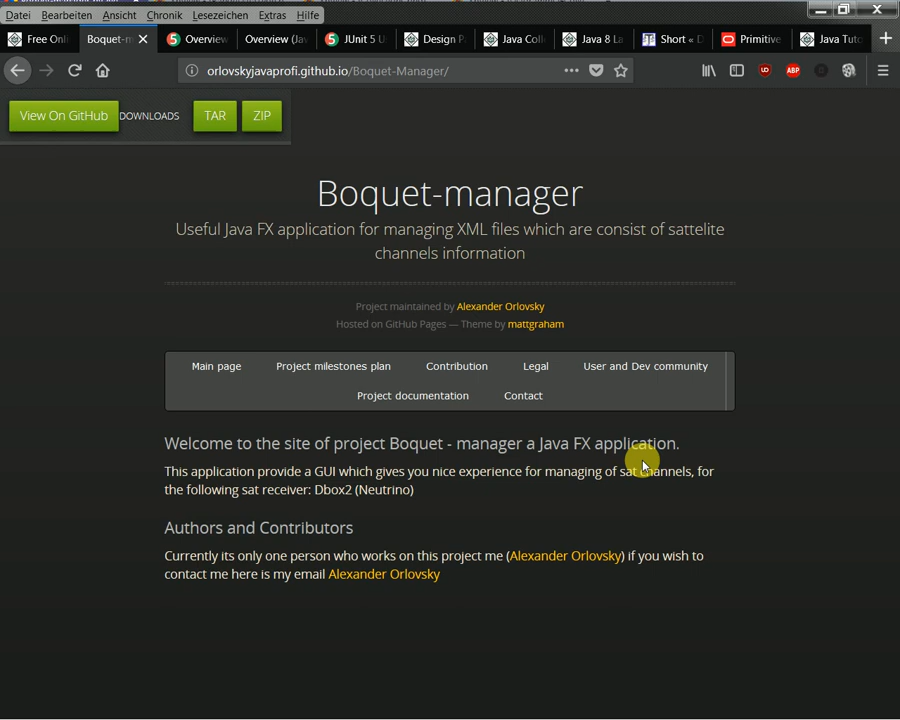 Datei Bearbeiten Ansicht Chronik Lesezeichen Extras Hilfe
Free Onl Boquet-m Overview Overview (Jav JUnit 5 U Design P Java Coll Java 8 La Short « D Primitive Java Tuto
orlovskyjavaprofi.github.io/Boquet-Manager/
View On GitHub DOWNLOADS TAR ZIP
Boquet-manager
Useful Java FX application for managing XML files which are consist of sattelite
channels information
Project maintained by Alexander Orlovsky
Hosted on GitHub Pages — Theme by mattgraham
Main page Project milestones plan Contribution Legal User and Dev community
Project documentation Contact
Welcome to the site of project Boquet - manager a Java FX application.
This application provide a GUI which gives you nice experience for managing of sat channels, for
the following sat receiver: Dbox2 (Neutrino)
Authors and Contributors
Currently its only one person who works on this project me (Alexander Orlovsky) if you wish to
contact me here is my email Alexander Orlovsky